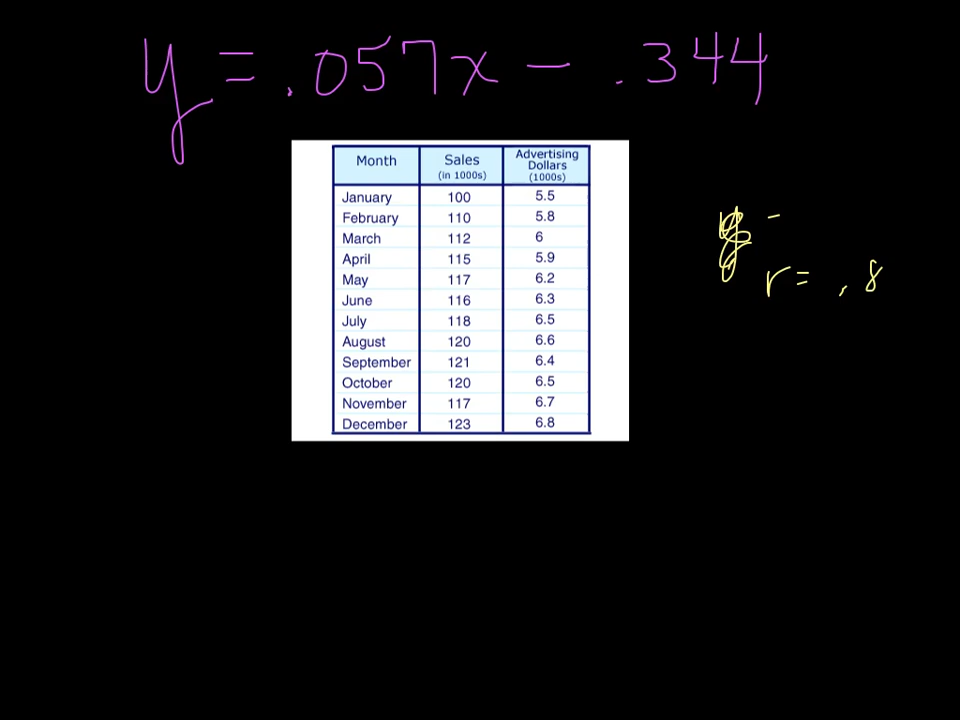 y = .057x - .344
Month Sales (in 1000s) Advertising Dollars (1000s)
January 100 5.5
February 110 5.8
March 112 6
April 115 5.9
May 117 6.2
June 116 6.3
July 118 6.5
August 120 6.6
September 121 6.4
October 120 6.5
November 117 6.7
December 123 6.8
r = .8